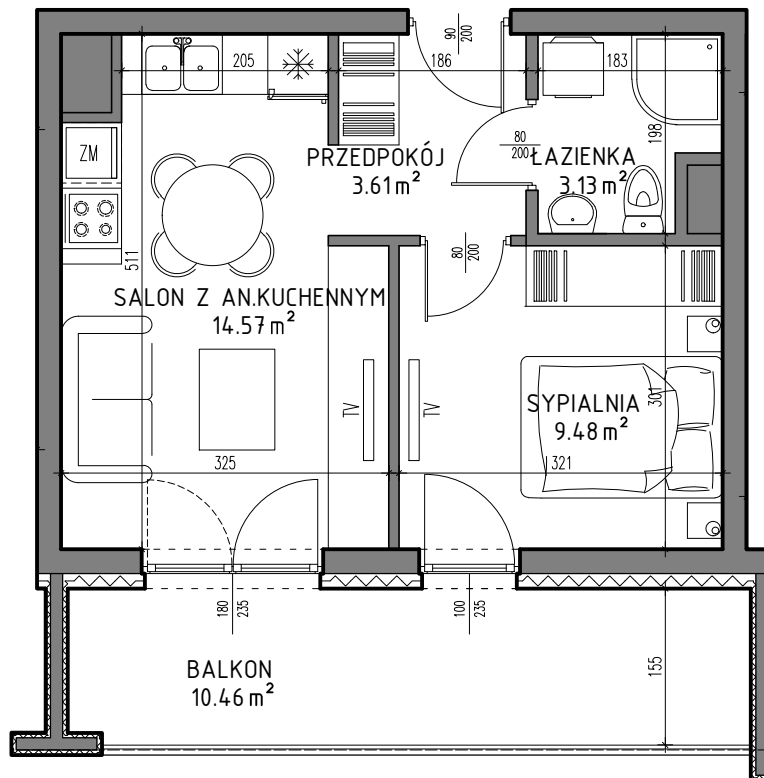 90
200
205
186
183
ZM
80
200
198
PRZEDPOKÓJ
3.61 m²
ŁAZIENKA
3.13 m²
511
80
200
SALON Z AN.KUCHENNYM
14.57 m²
TV
TV
SYPIALNIA
9.48 m²
301
325
321
180
235
100
235
BALKON
10.46 m²
155